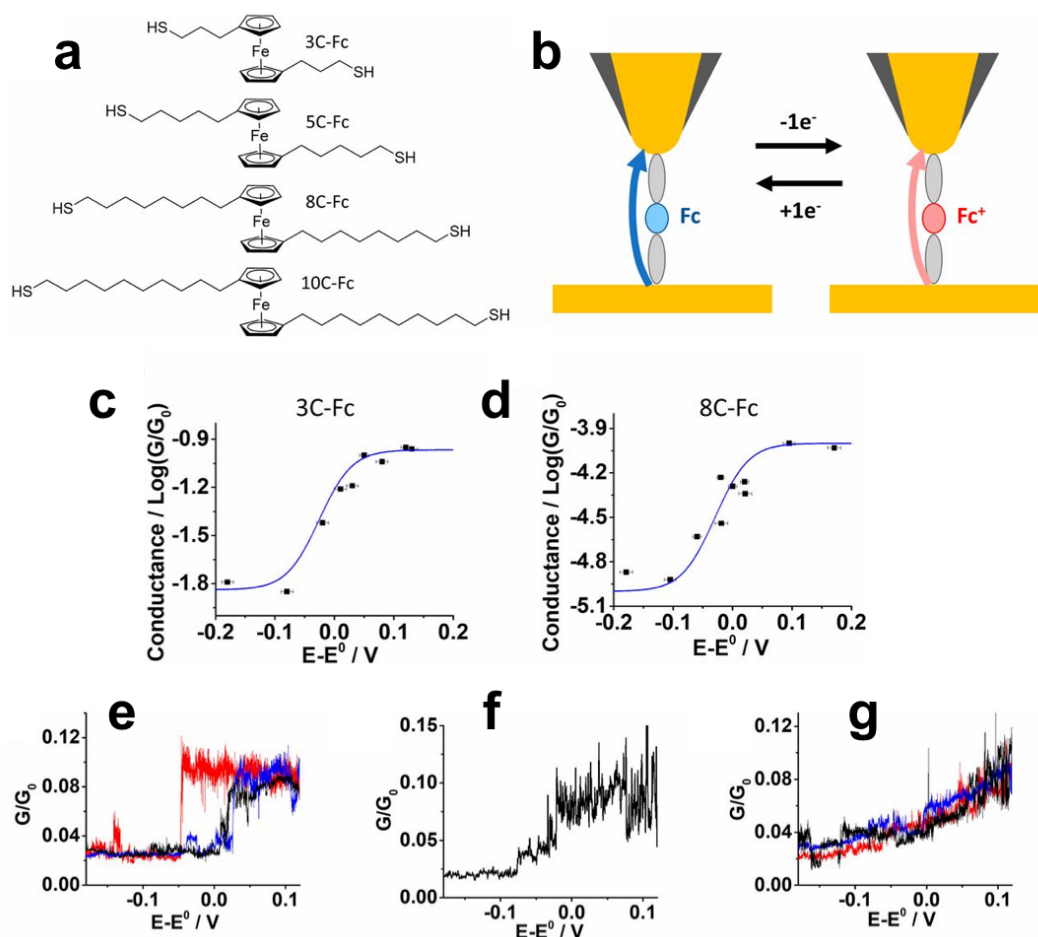 a
HS
3C-Fc
Fe
SH
HS
5C-Fc
Fe
SH
HS
8C-Fc
Fe
SH
HS
10C-Fc
Fe
SH
b
-1e-
+1e-
Fc
Fc+
c
3C-Fc
Conductance / Log(G/G0)
-0.9
-1.2
-1.5
-1.8
-0.2 -0.1 0.0 0.1 0.2
E-E0 / V
d
8C-Fc
Conductance / Log(G/G0)
-3.9
-4.2
-4.5
-4.8
-5.1
-0.2 -0.1 0.0 0.1 0.2
E-E0 / V
e
G/G0
0.12
0.08
0.04
0.00
-0.1 0.0 0.1
E-E0 / V
f
G/G0
0.15
0.10
0.05
0.00
-0.1 0.0 0.1
E-E0 / V
g
G/G0
0.12
0.08
0.04
0.00
-0.1 0.0 0.1
E-E0 / V